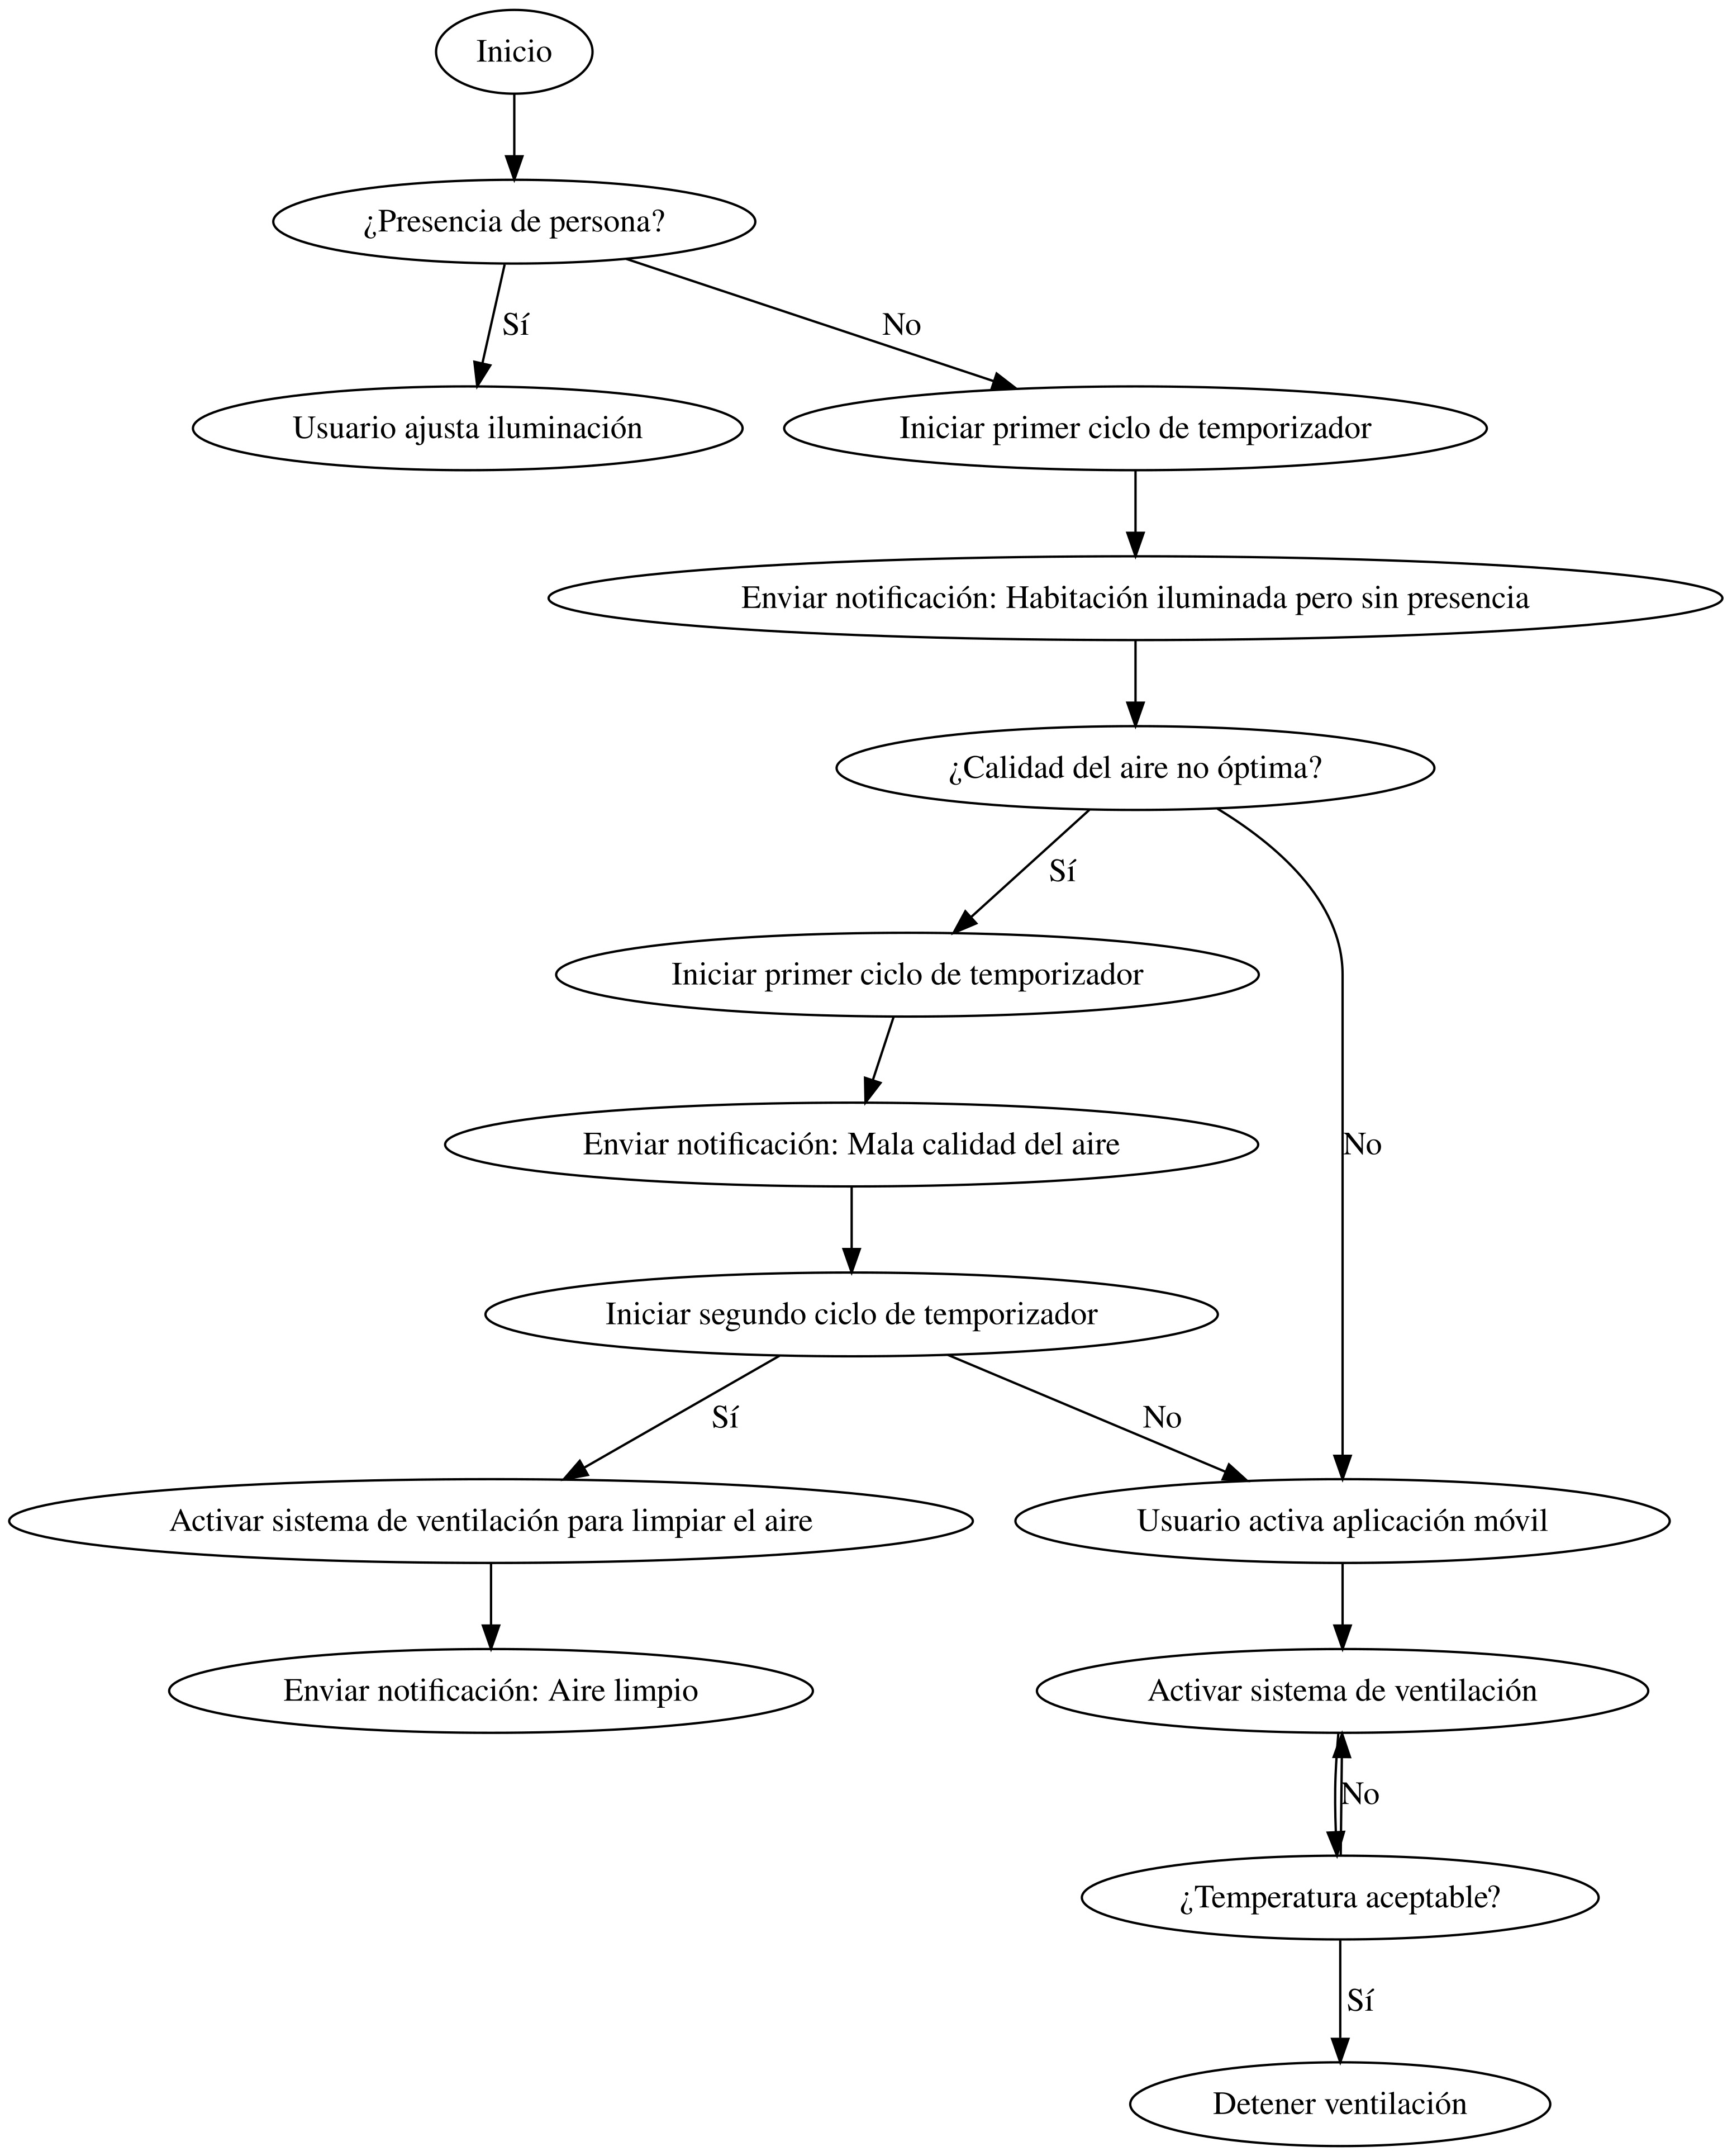 Inicio
¿Presencia de persona?
Sí
No
Usuario ajusta iluminación
Iniciar primer ciclo de temporizador
Enviar notificación: Habitación iluminada pero sin presencia
¿Calidad del aire no óptima?
Sí
Iniciar primer ciclo de temporizador
Enviar notificación: Mala calidad del aire
No
Iniciar segundo ciclo de temporizador
Sí
No
Activar sistema de ventilación para limpiar el aire
Usuario activa aplicación móvil
Enviar notificación: Aire limpio
Activar sistema de ventilación
No
¿Temperatura aceptable?
Sí
Detener ventilación